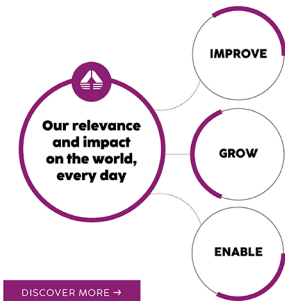 IMPROVE
Our relevance
and impact
on the world,
every day
GROW
ENABLE
DISCOVER MORE →